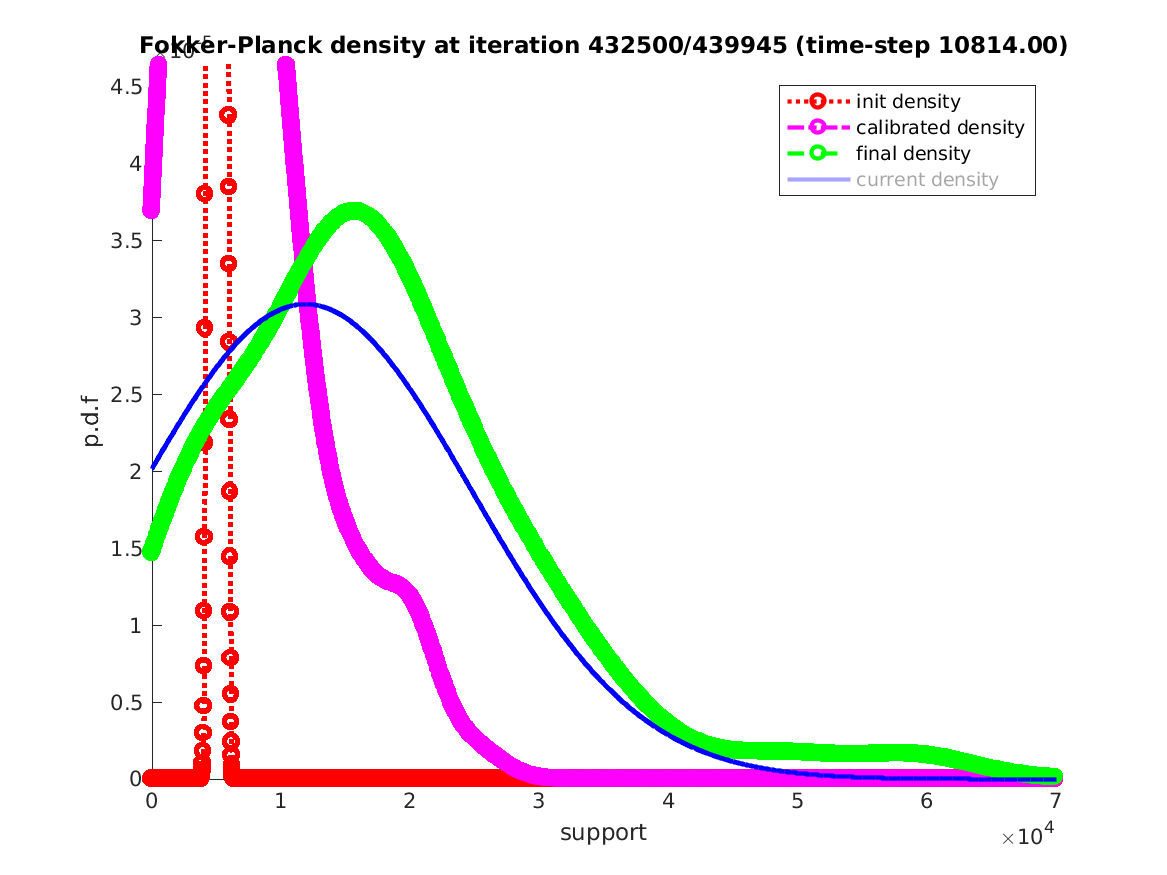 Fokker-Planck density at iteration 432500/439945 (time-step 10814.00)
×10-5
init density
calibrated density
final density
current density
4.5
4
3.5
3
2.5
2
1.5
1
0.5
0
p.d.f
0 1 2 3 4 5 6 7
support
×10^4